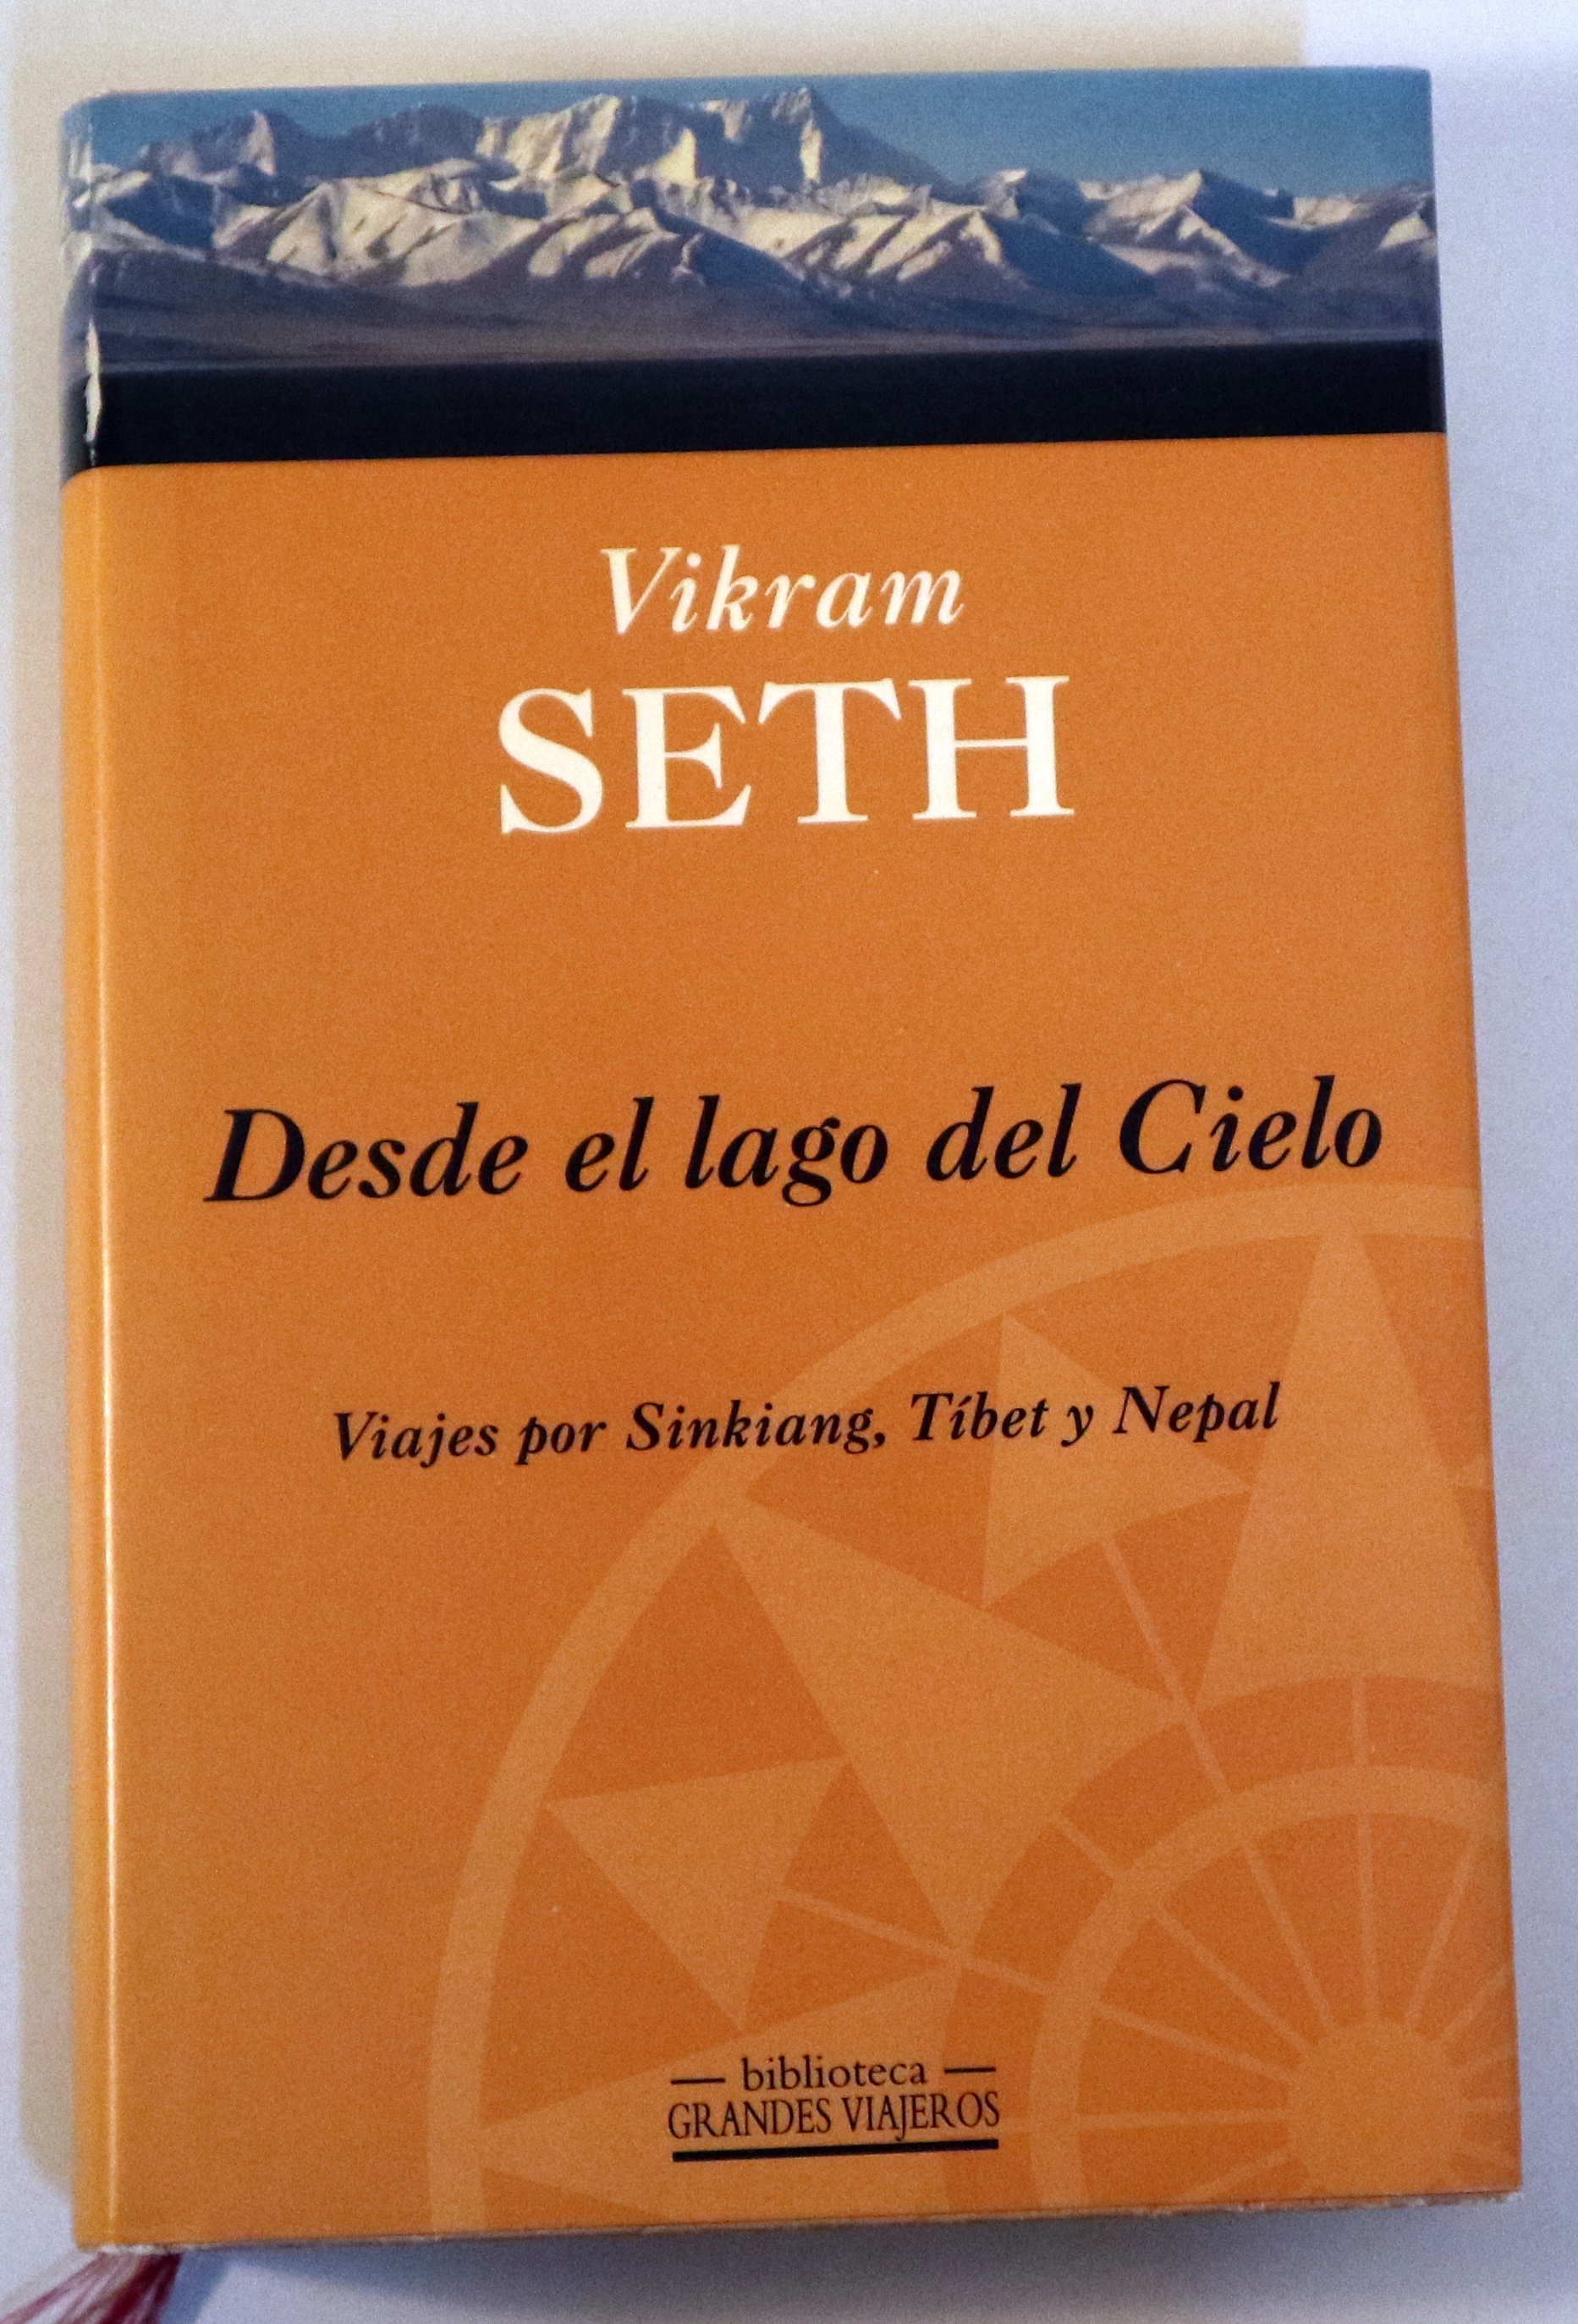 Vikram
SETH
Desde el lago del Cielo
Viajes por Sinkiang, Tíbet y Nepal
biblioteca
GRANDES VIAJEROS